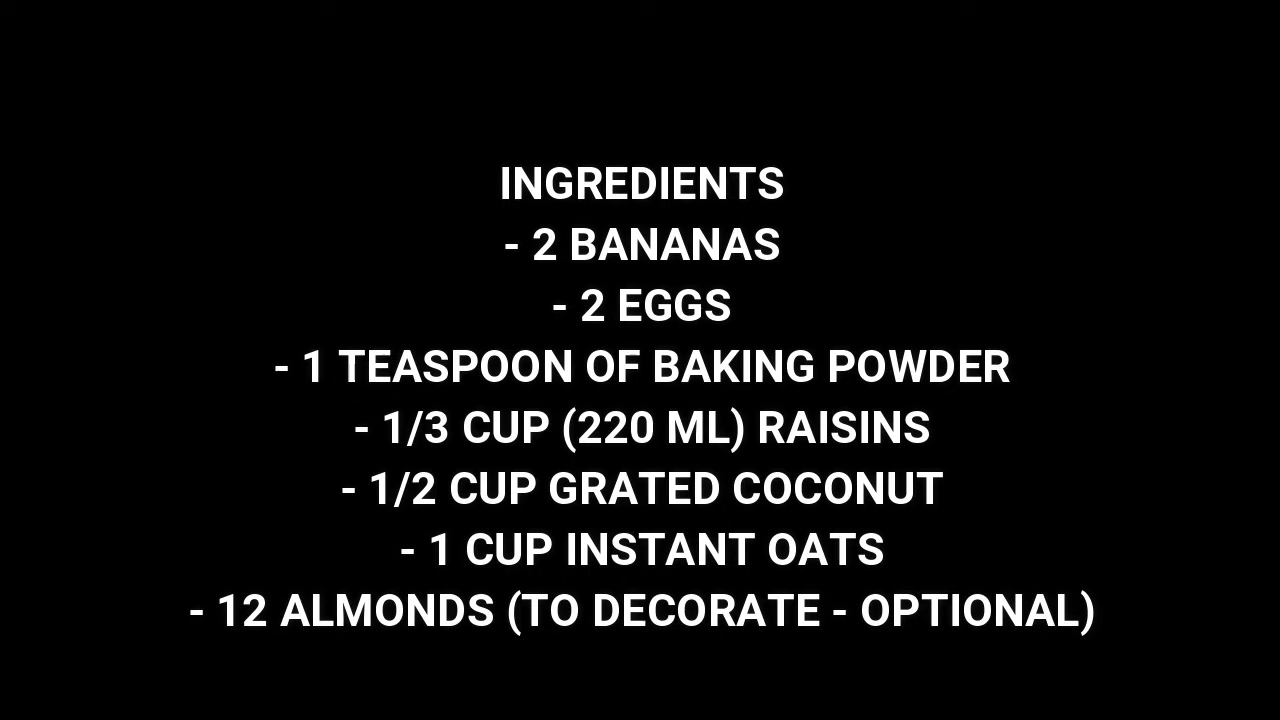 INGREDIENTS
- 2 BANANAS
- 2 EGGS
- 1 TEASPOON OF BAKING POWDER
- 1/3 CUP (220 ML) RAISINS
- 1/2 CUP GRATED COCONUT
- 1 CUP INSTANT OATS
- 12 ALMONDS (TO DECORATE - OPTIONAL)